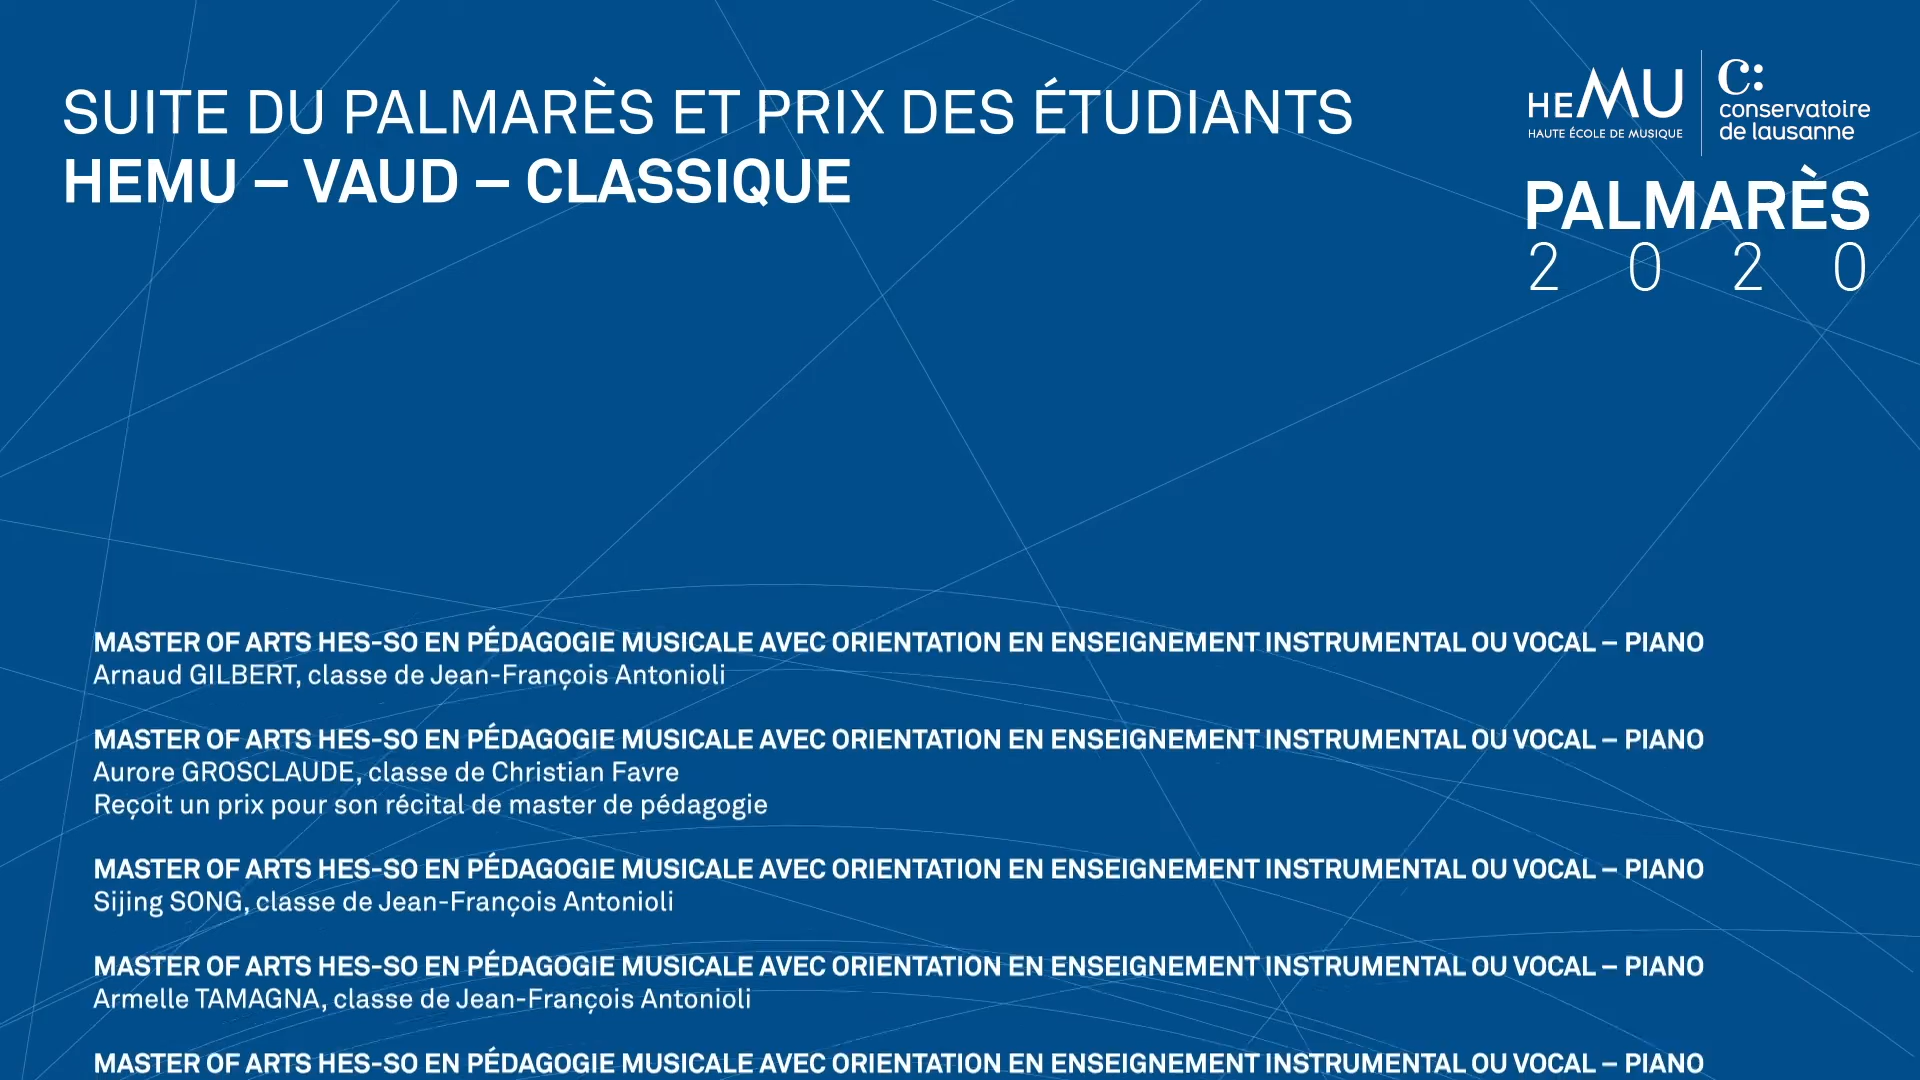 SUITE DU PALMARÈS ET PRIX DES ÉTUDIANTS
HEMU – VAUD – CLASSIQUE
HEMU
HAUTE ÉCOLE DE MUSIQUE
C:
conservatoire
de lausanne
PALMARÈS
2020
MASTER OF ARTS HES-SO EN PÉDAGOGIE MUSICALE AVEC ORIENTATION EN ENSEIGNEMENT INSTRUMENTAL OU VOCAL – PIANO
Arnaud GILBERT, classe de Jean-François Antonioli
MASTER OF ARTS HES-SO EN PÉDAGOGIE MUSICALE AVEC ORIENTATION EN ENSEIGNEMENT INSTRUMENTAL OU VOCAL – PIANO
Aurore GROSCLAUDE, classe de Christian Favre
Reçoit un prix pour son récital de master de pédagogie
MASTER OF ARTS HES-SO EN PÉDAGOGIE MUSICALE AVEC ORIENTATION EN ENSEIGNEMENT INSTRUMENTAL OU VOCAL – PIANO
Sijing SONG, classe de Jean-François Antonioli
MASTER OF ARTS HES-SO EN PÉDAGOGIE MUSICALE AVEC ORIENTATION EN ENSEIGNEMENT INSTRUMENTAL OU VOCAL – PIANO
Armelle TAMAGNA, classe de Jean-François Antonioli
MASTER OF ARTS HES-SO EN PÉDAGOGIE MUSICALE AVEC ORIENTATION EN ENSEIGNEMENT INSTRUMENTAL OU VOCAL – PIANO